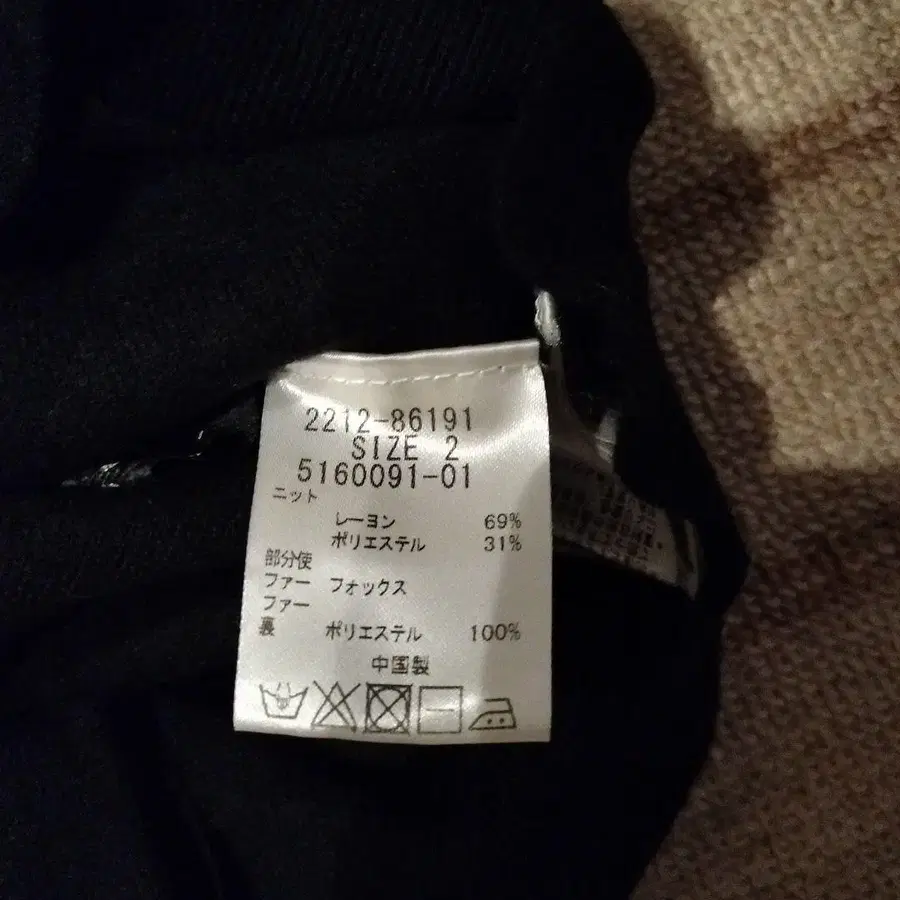 2212-86191
SIZE 2
5160091-01
ニット
レーヨン 69%
ポリエステル 31%
部分使
ファー フォックス
ファー
裏 ポリエステル 100%
中国製